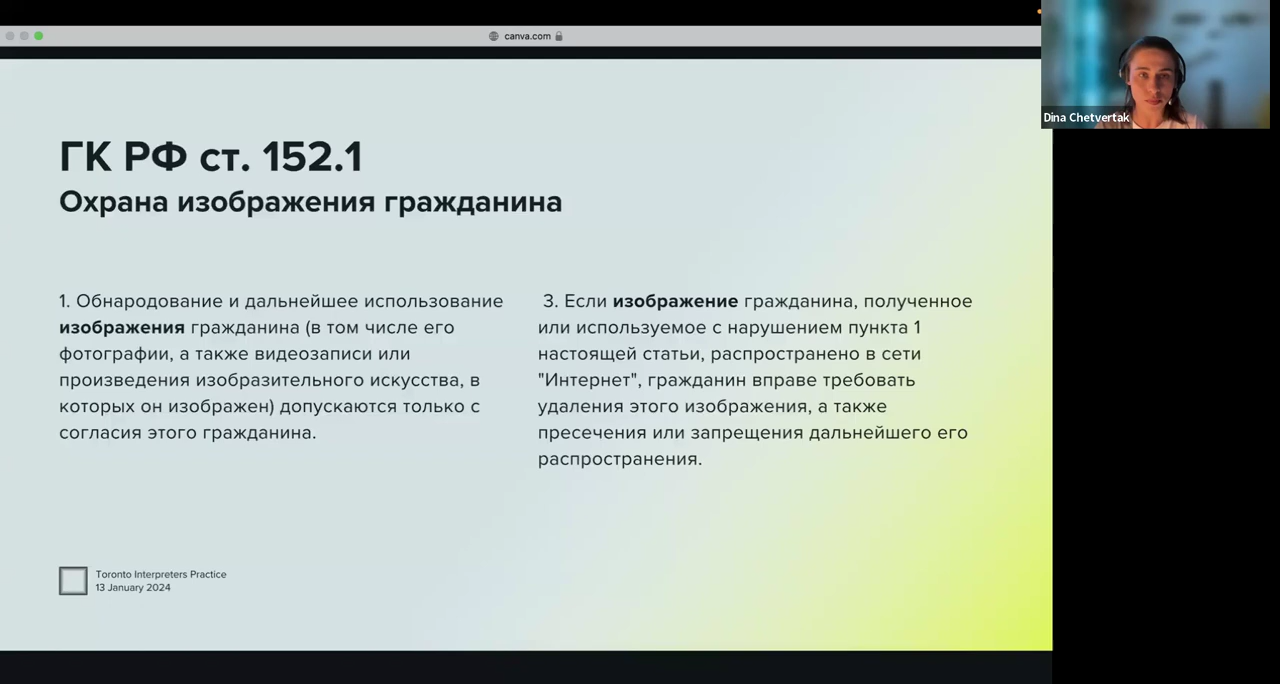 canva.com
Dina Chetvertak
ГК РФ ст. 152.1
Охрана изображения гражданина
1. Обнародование и дальнейшее использование
изображения гражданина (в том числе его
фотографии, а также видеозаписи или
произведения изобразительного искусства, в
которых он изображен) допускаются только с
согласия этого гражданина.
3. Если изображение гражданина, полученное
или используемое с нарушением пункта 1
настоящей статьи, распространено в сети
"Интернет", гражданин вправе требовать
удаления этого изображения, а также
пресечения или запрещения дальнейшего его
распространения.
Toronto Interpreters Practice
13 January 2024